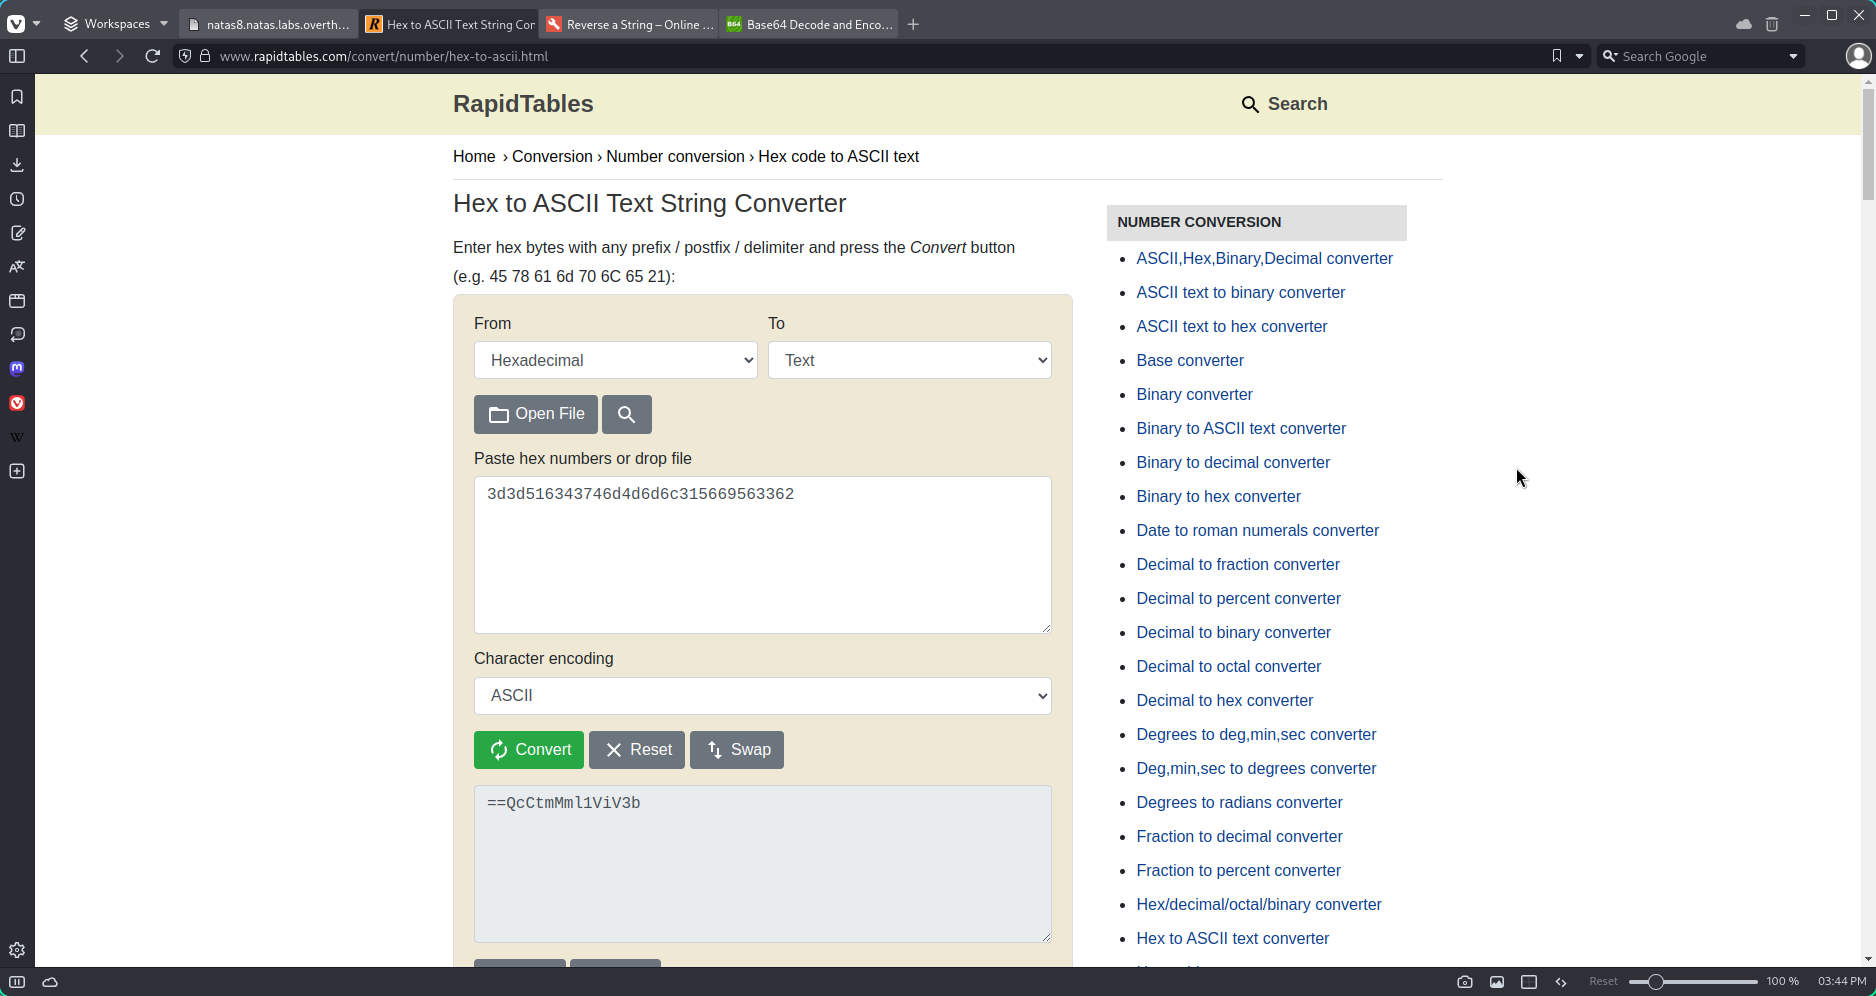 Workspaces
natas8.natas.labs.overth...
Hex to ASCII Text String Cor
Reverse a String – Online ...
Base64 Decode and Enco...
www.rapidtables.com/convert/number/hex-to-ascii.html
Search Google
RapidTables
Search
Home › Conversion › Number conversion › Hex code to ASCII text
Hex to ASCII Text String Converter
Enter hex bytes with any prefix / postfix / delimiter and press the Convert button
(e.g. 45 78 61 6d 70 6C 65 21):
From
To
Hexadecimal
Text
Open File
Paste hex numbers or drop file
3d3d516343746d4d6d6c315669563362
Character encoding
ASCII
Convert
Reset
Swap
==QcCtmMml1ViV3b
NUMBER CONVERSION
ASCII,Hex,Binary,Decimal converter
ASCII text to binary converter
ASCII text to hex converter
Base converter
Binary converter
Binary to ASCII text converter
Binary to decimal converter
Binary to hex converter
Date to roman numerals converter
Decimal to fraction converter
Decimal to percent converter
Decimal to binary converter
Decimal to octal converter
Decimal to hex converter
Degrees to deg,min,sec converter
Deg,min,sec to degrees converter
Degrees to radians converter
Fraction to decimal converter
Fraction to percent converter
Hex/decimal/octal/binary converter
Hex to ASCII text converter
Reset
100 %
03:44 PM